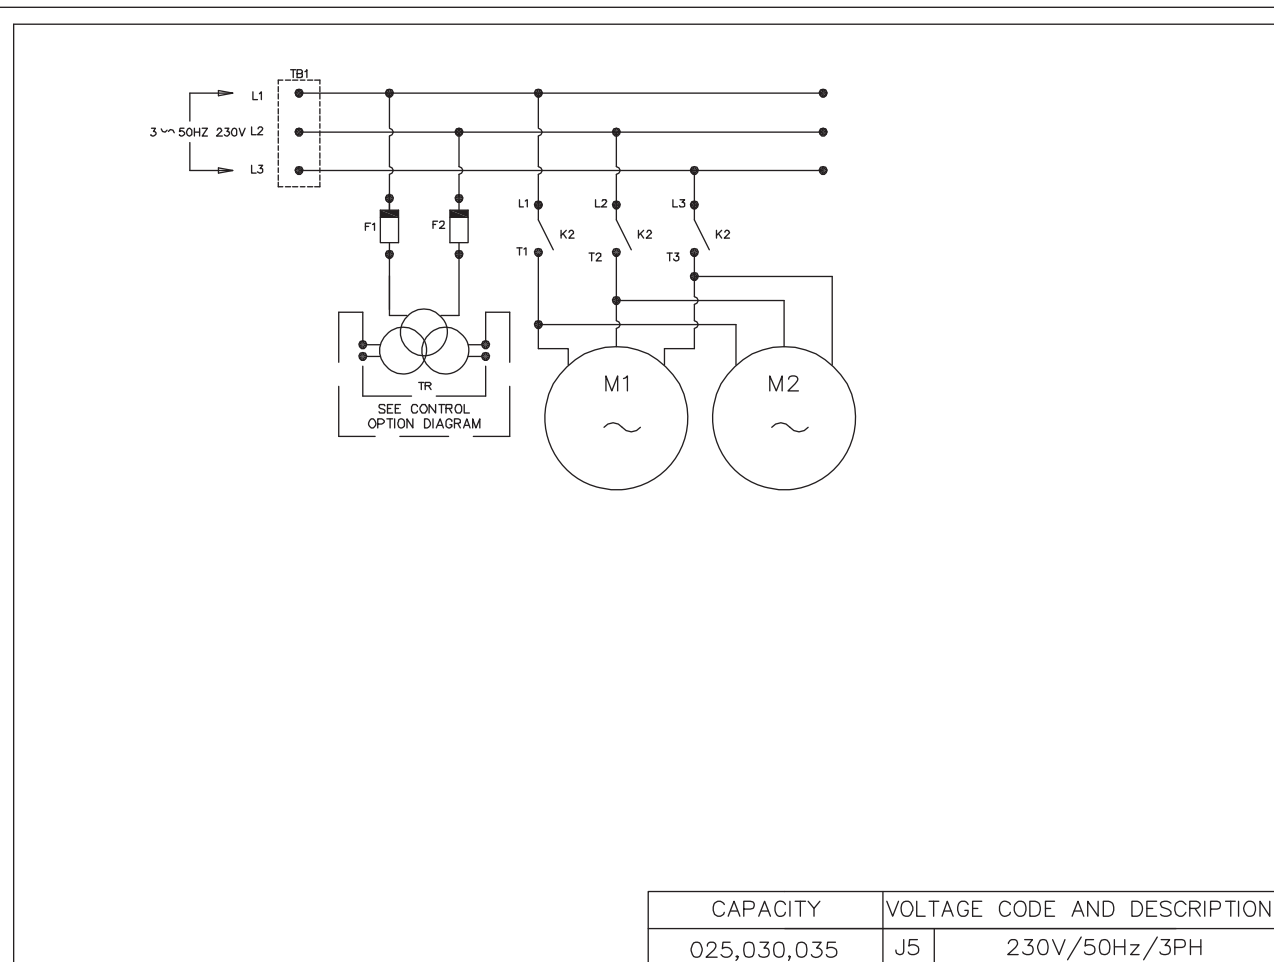 TB1
L1
3 50HZ 230V L2
L3
L1 L2 L3
F1 F2 K2 K2 K2
T1 T2 T3
M1 M2
TR
SEE CONTROL
OPTION DIAGRAM
CAPACITY VOLTAGE CODE AND DESCRIPTION
025,030,035 J5 230V/50Hz/3PH